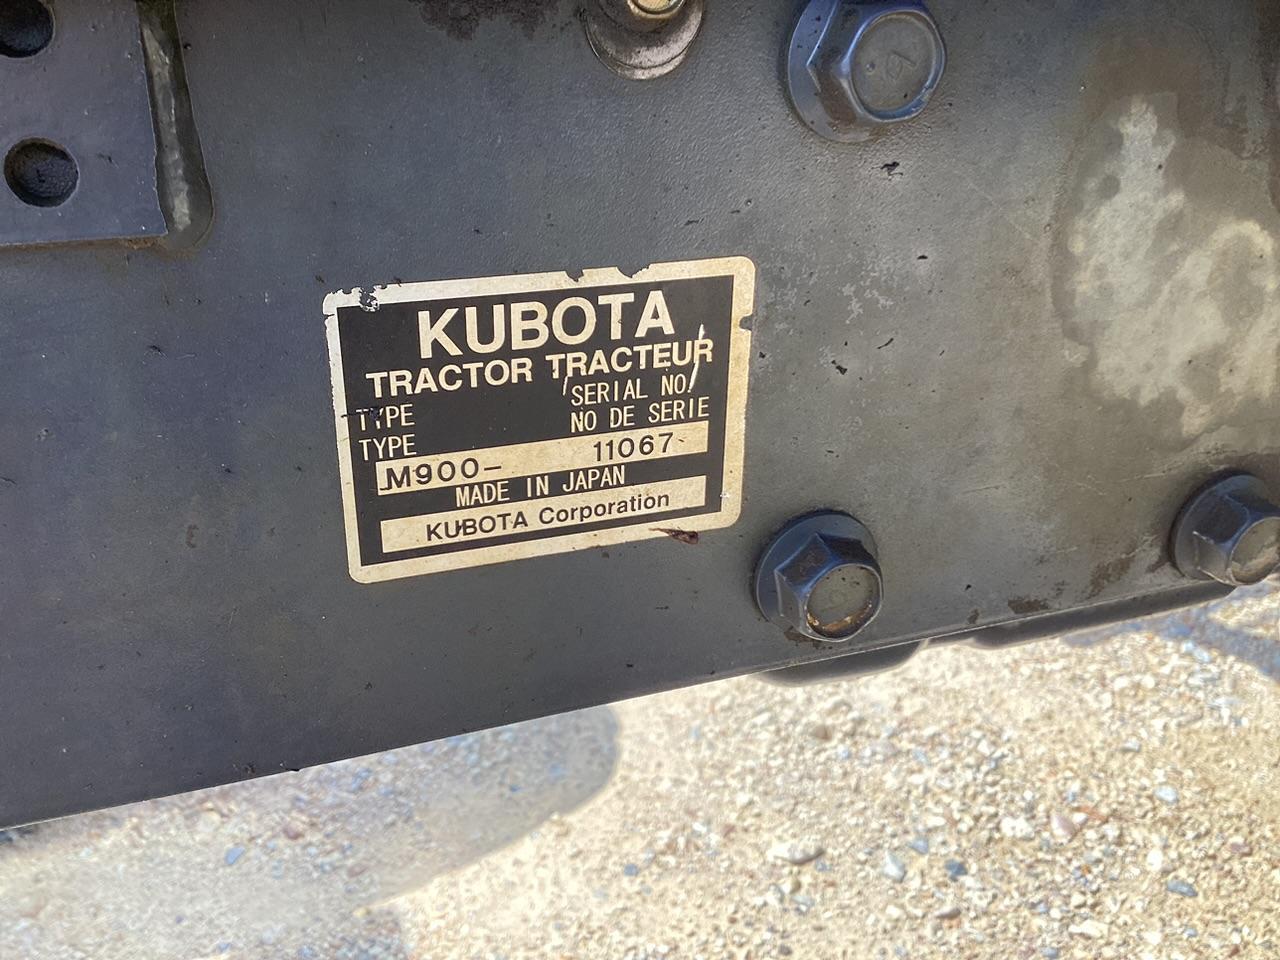 KUBOTA
TRACTOR TRACTEUR
TYPE SERIAL NO.
TYPE NO DE SERIE
M900- 11067
MADE IN JAPAN
KUBOTA Corporation